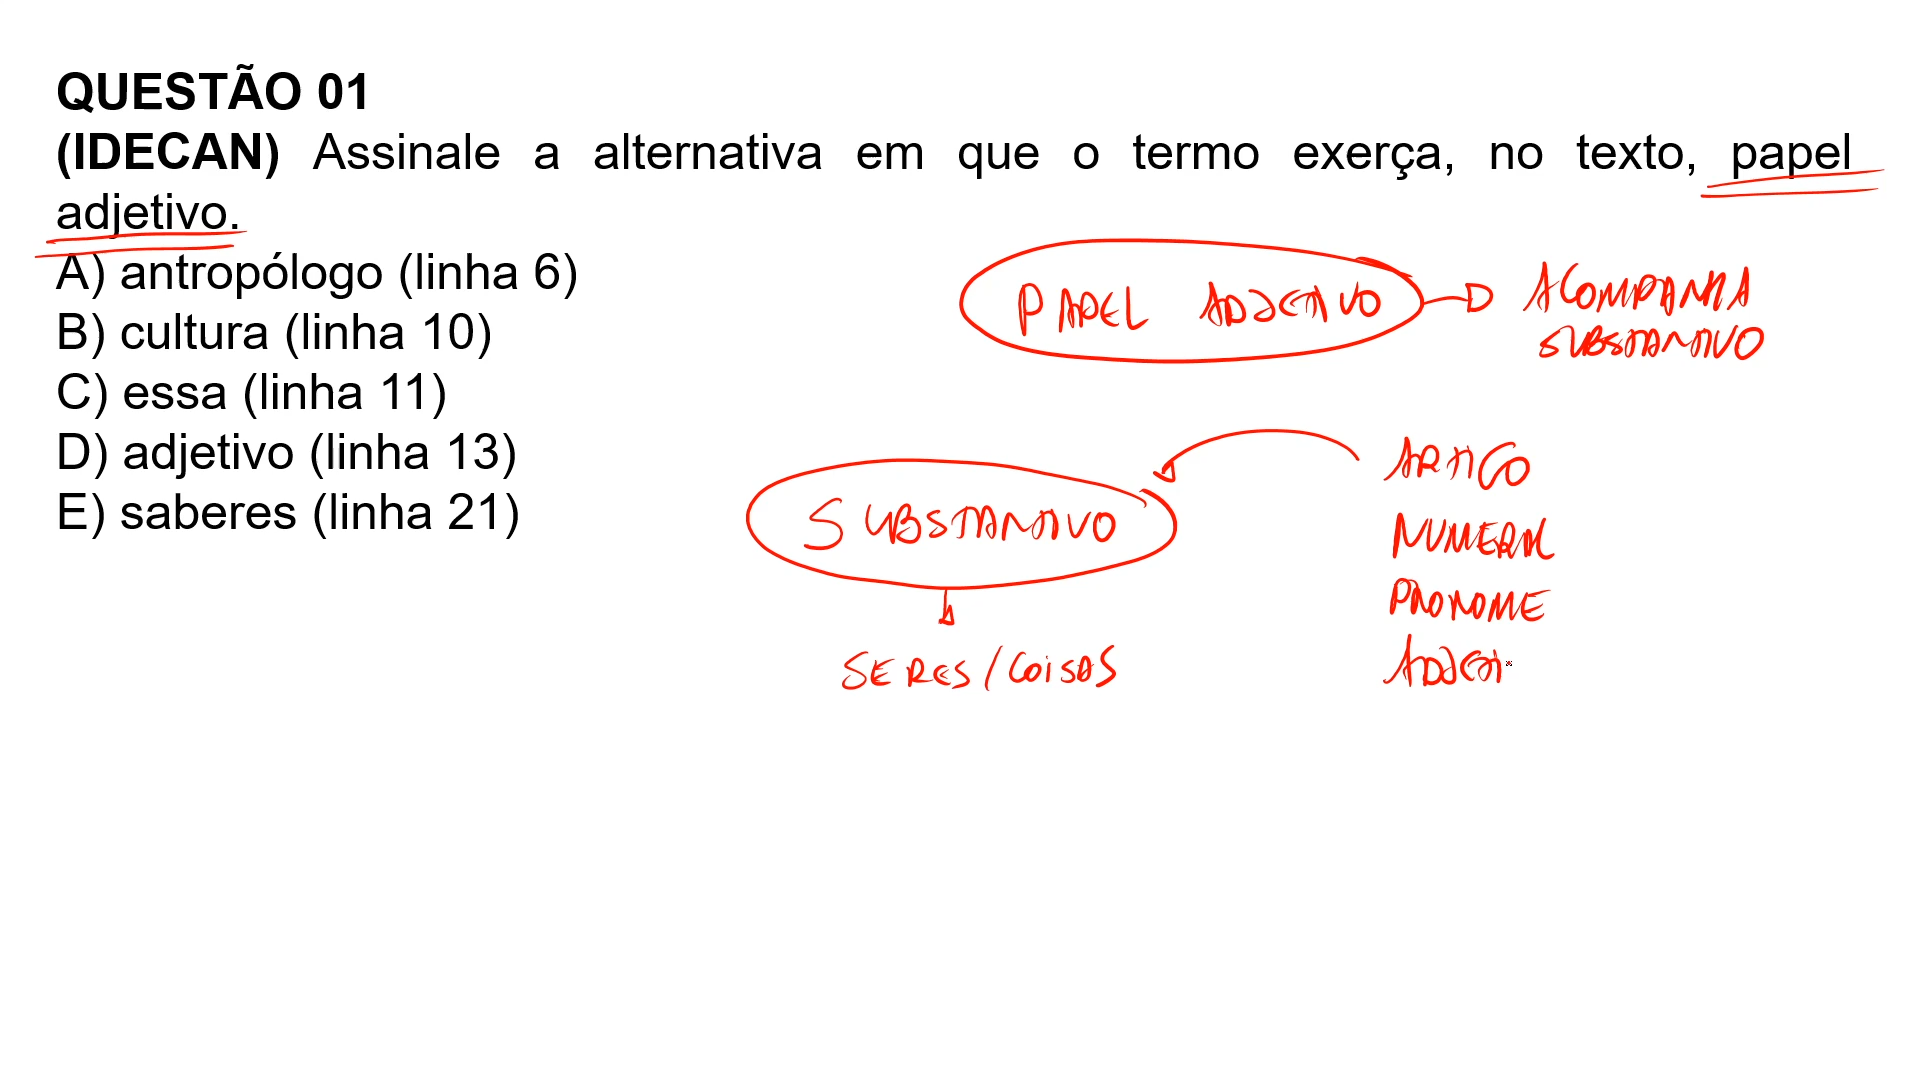 QUESTÃO 01
(IDECAN) Assinale a alternativa em que o termo exerça, no texto, papel
adjetivo.
A) antropólogo (linha 6)
B) cultura (linha 10)
C) essa (linha 11)
D) adjetivo (linha 13)
E) saberes (linha 21)
PAPEL ADJETIVO
ACOMPANHA
SUBSTANTIVO
SUBSTANTIVO
SERES/COISAS
ARTIGO
NUMERAL
PRONOME
ADJETI